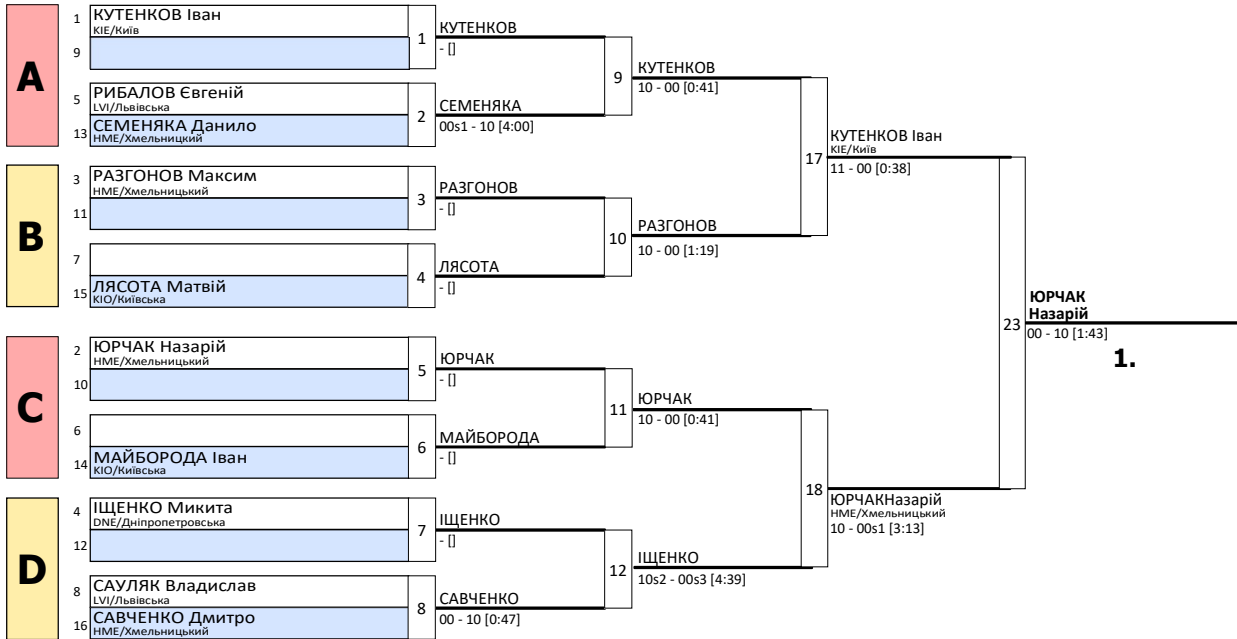 A
1
КУТЕНКОВ Іван
KIE/Київ
9
1
КУТЕНКОВ
- []
5
РИБАЛОВ Євгеній
LVI/Львівська
13
СЕМЕНЯКА Данило
HME/Хмельницкий
2
СЕМЕНЯКА
00s1 - 10 [4:00]
9
КУТЕНКОВ
10 - 00 [0:41]
B
3
РАЗГОНОВ Максим
HME/Хмельницький
11
3
РАЗГОНОВ
- []
7
15
ЛЯСОТА Матвій
KIO/Київська
4
ЛЯСОТА
- []
10
РАЗГОНОВ
10 - 00 [1:19]
17
КУТЕНКОВ Іван
KIE/Київ
11 - 00 [0:38]
C
2
ЮРЧАК Назарій
HME/Хмельницький
10
5
ЮРЧАК
- []
6
14
МАЙБОРОДА Іван
KIO/Київська
6
МАЙБОРОДА
- []
11
ЮРЧАК
10 - 00 [0:41]
D
4
ІЩЕНКО Микита
DNE/Дніпропетровська
12
7
ІЩЕНКО
- []
8
САУЛЯК Владислав
LVI/Львівська
16
САВЧЕНКО Дмитро
HME/Хмельницький
8
САВЧЕНКО
00 - 10 [0:47]
12
ІЩЕНКО
10s2 - 00s3 [4:39]
18
ЮРЧАКНазарій
HME/Хмельницький
10 - 00s1 [3:13]
23
ЮРЧАК
Назарій
00 - 10 [1:43]
1.